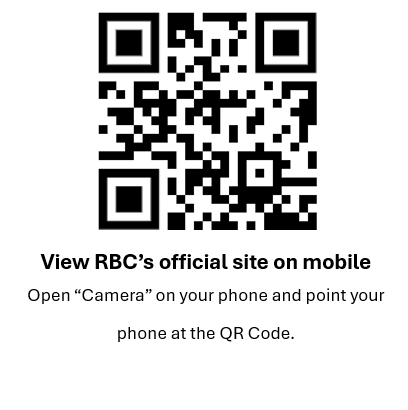 View RBC’s official site on mobile
Open “Camera” on your phone and point your
phone at the QR Code.